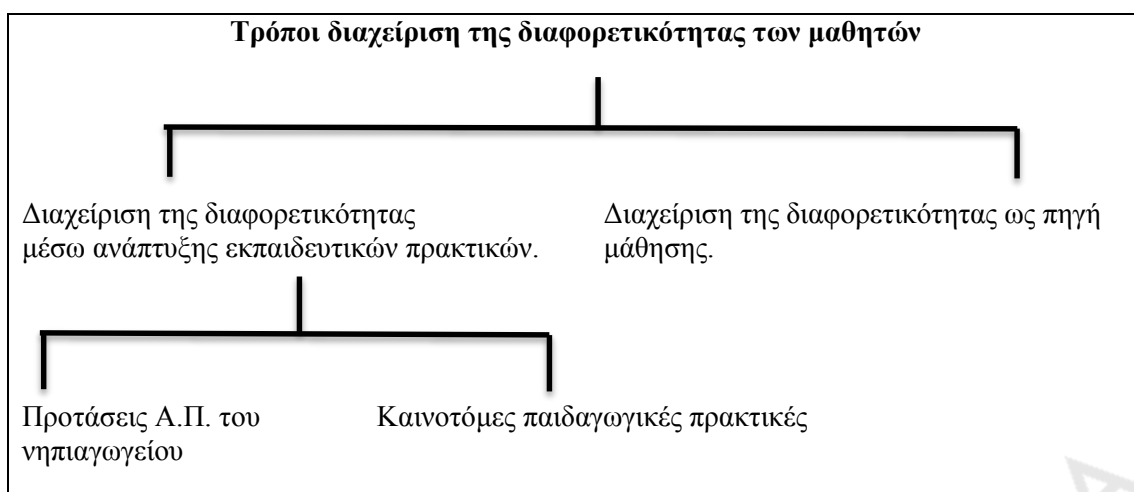 Τρόποι διαχείριση της διαφορετικότητας των μαθητών
Διαχείριση της διαφορετικότητας
μέσω ανάπτυξης εκπαιδευτικών πρακτικών.
Διαχείριση της διαφορετικότητας ως πηγή
μάθησης.
Προτάσεις Α.Π. του
νηπιαγωγείου
Καινοτόμες παιδαγωγικές πρακτικές